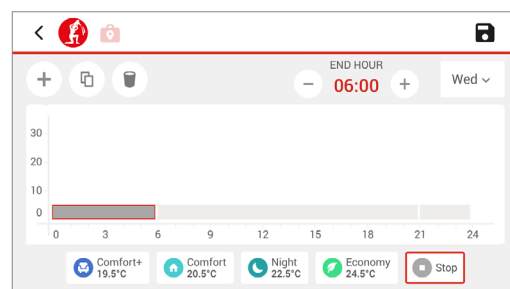 END HOUR
06:00
Wed
30
20
10
0
0 3 6 9 12 15 18 21 24
Comfort+
19.5°C
Comfort
20.5°C
Night
22.5°C
Economy
24.5°C
Stop